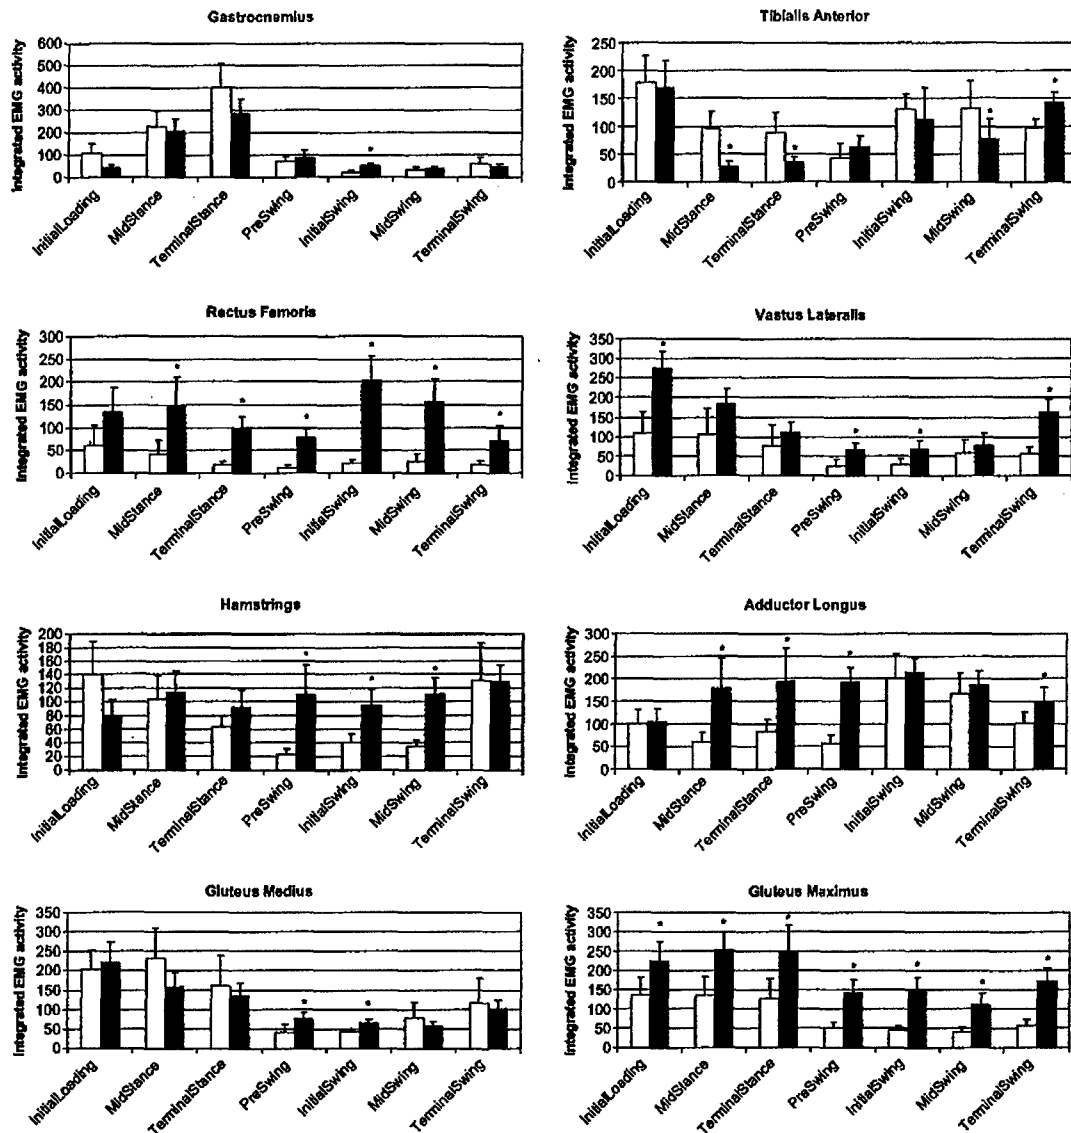 Gastrocnemius
Integrated EMG activity
600
500
400
300
200
100
0
InitialLoading
MidStance
TerminalStance
PreSwing
InitialSwing
MidSwing
TerminalSwing
Tibialis Anterior
Integrated EMG activity
250
200
150
100
50
0
InitialLoading
MidStance
TerminalStance
PreSwing
InitialSwing
MidSwing
TerminalSwing
Rectus Femoris
Integrated EMG activity
300
250
200
150
100
50
0
InitialLoading
MidStance
TerminalStance
PreSwing
InitialSwing
MidSwing
TerminalSwing
Vastus Lateralis
Integrated EMG activity
350
300
250
200
150
100
50
0
InitialLoading
MidStance
TerminalStance
PreSwing
InitialSwing
MidSwing
TerminalSwing
Hamstrings
Integrated EMG activity
200
180
160
140
120
100
80
60
40
20
0
InitialLoading
MidStance
TerminalStance
PreSwing
InitialSwing
MidSwing
TerminalSwing
Adductor Longus
Integrated EMG activity
300
250
200
150
100
50
0
InitialLoading
MidStance
TerminalStance
PreSwing
InitialSwing
MidSwing
TerminalSwing
Gluteus Medius
Integrated EMG activity
350
300
250
200
150
100
50
0
InitialLoading
MidStance
TerminalStance
PreSwing
InitialSwing
MidSwing
TerminalSwing
Gluteus Maximus
Integrated EMG activity
350
300
250
200
150
100
50
0
InitialLoading
MidStance
TerminalStance
PreSwing
InitialSwing
MidSwing
TerminalSwing